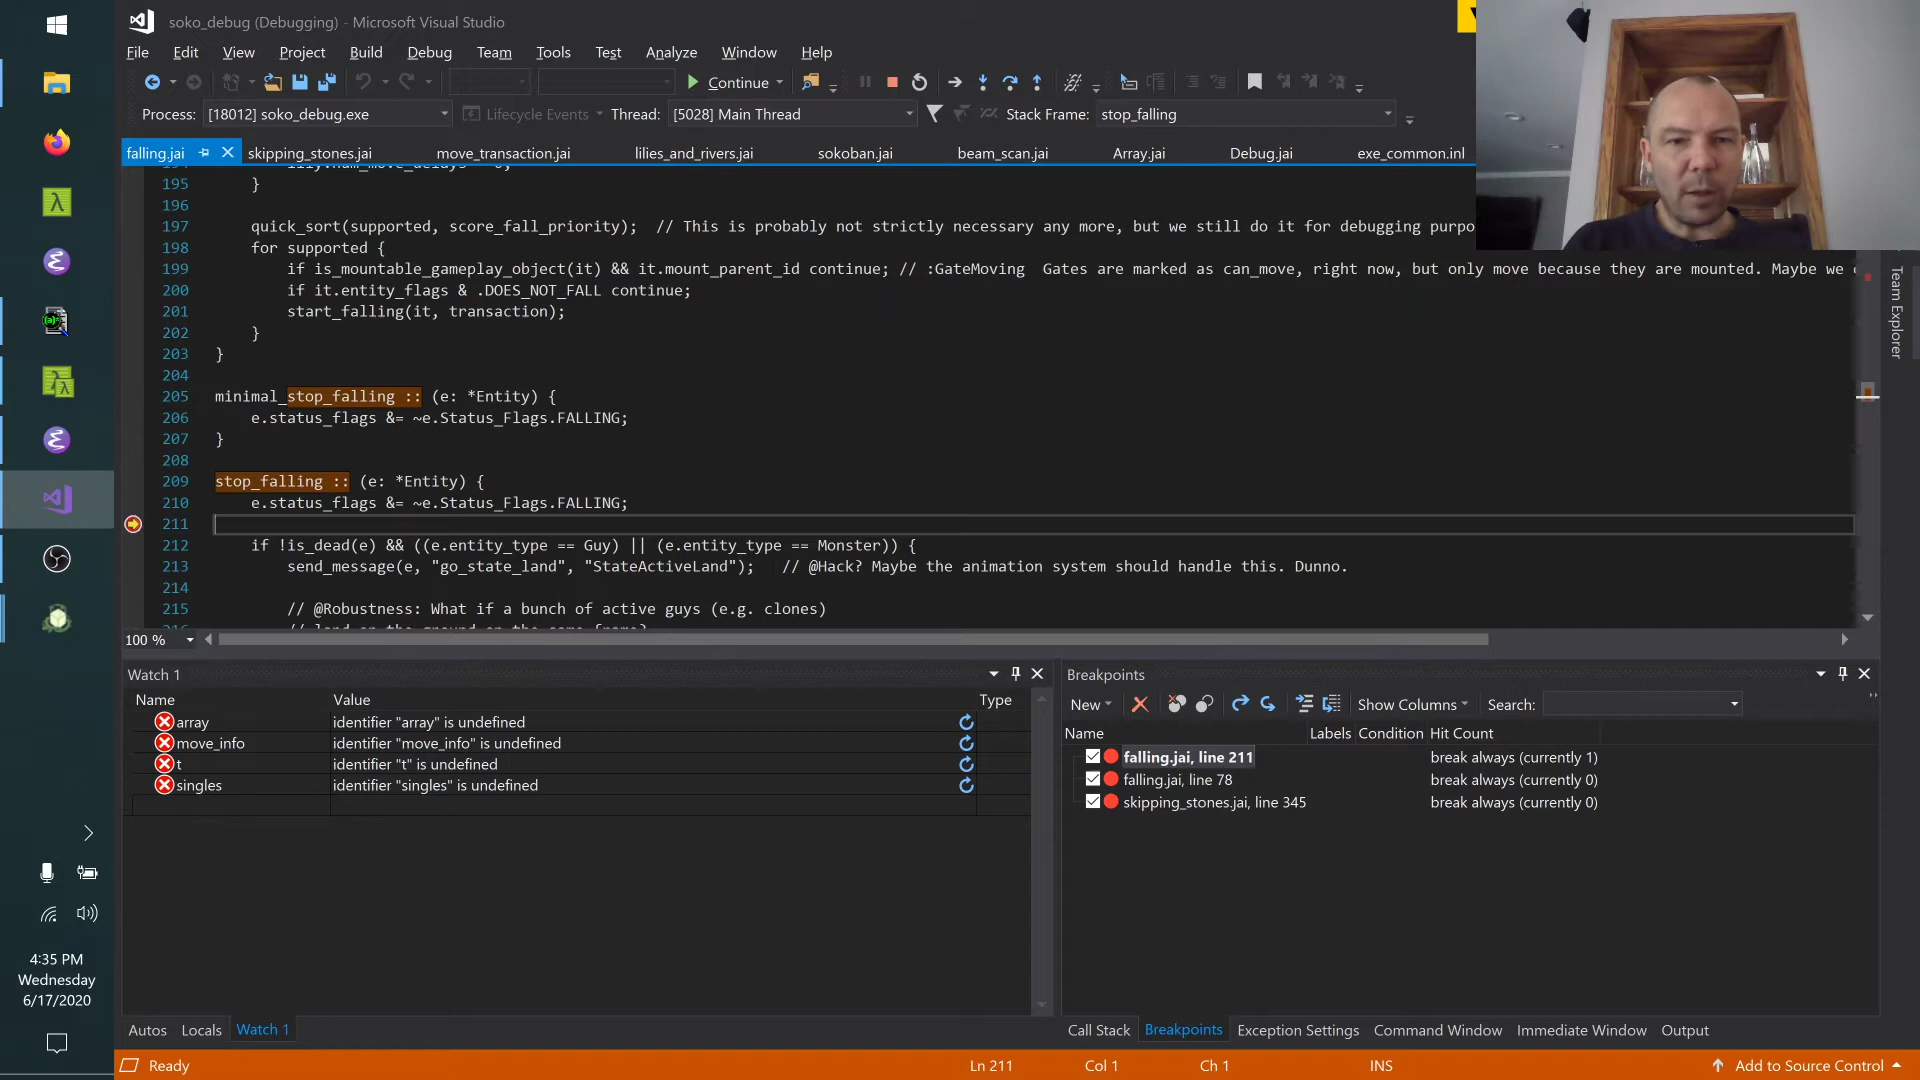 soko_debug (Debugging) - Microsoft Visual Studio
File Edit View Project Build Debug Team Tools Test Analyze Window Help
Continue
Process: [18012] soko_debug.exe Lifecycle Events Thread: [5028] Main Thread Stack Frame: stop_falling
falling.jai skipping_stones.jai move_transaction.jai lilies_and_rivers.jai sokoban.jai beam_scan.jai Array.jai Debug.jai exe_common.inl
195 }
196
197 quick_sort(supported, score_fall_priority); // This is probably not strictly necessary any more, but we still do it for debugging purpo
198 for supported {
199 if is_mountable_gameplay_object(it) && it.mount_parent_id continue; // :GateMoving Gates are marked as can_move, right now, but only move because they are mounted. Maybe we
200 if it.entity_flags & .DOES_NOT_FALL continue;
201 start_falling(it, transaction);
202 }
203 }
204
205 minimal_stop_falling :: (e: *Entity) {
206 e.status_flags &= ~e.Status_Flags.FALLING;
207 }
208
209 stop_falling :: (e: *Entity) {
210 e.status_flags &= ~e.Status_Flags.FALLING;
211
212 if !is_dead(e) && ((e.entity_type == Guy) || (e.entity_type == Monster)) {
213 send_message(e, "go_state_land", "StateActiveLand"); // @Hack? Maybe the animation system should handle this. Dunno.
214
215 // @Robustness: What if a bunch of active guys (e.g. clones)
100 %
Team Explorer
Watch 1
Name Value Type
array identifier "array" is undefined
move_info identifier "move_info" is undefined
t identifier "t" is undefined
singles identifier "singles" is undefined
Autos Locals Watch 1
Breakpoints
New Show Columns Search:
Name Labels Condition Hit Count
falling.jai, line 211 break always (currently 1)
falling.jai, line 78 break always (currently 0)
skipping_stones.jai, line 345 break always (currently 0)
Call Stack Breakpoints Exception Settings Command Window Immediate Window Output
4:35 PM
Wednesday
6/17/2020
Ready Ln 211 Col 1 Ch 1 INS Add to Source Control